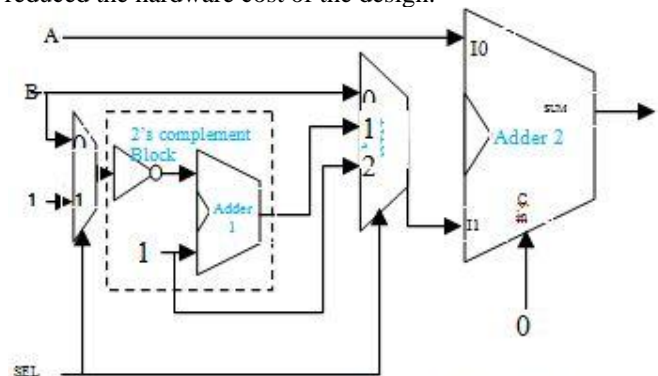 reduced the hardware cost of the design.
A
I0
B
0
0
SUM
2's complement
Block
1
Adder 2
1
1
2
Adder
1
I1
1
0
SEL